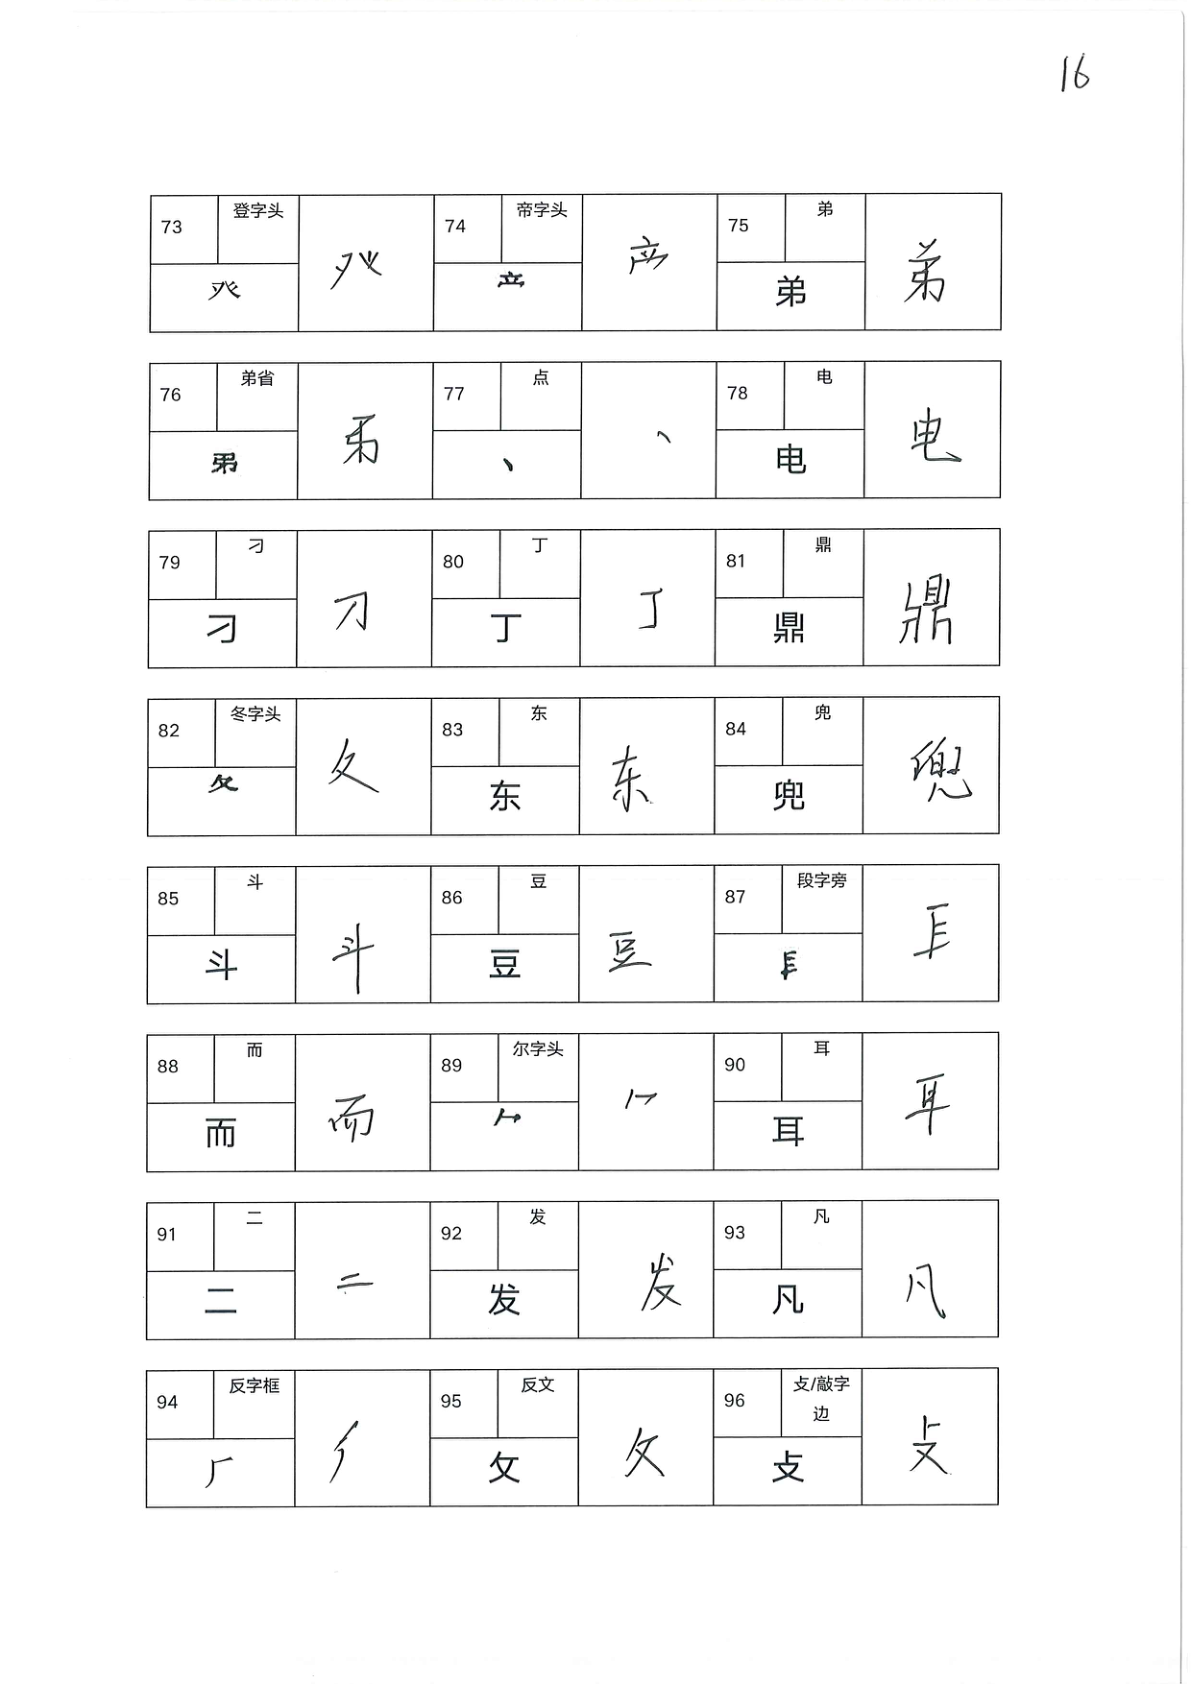 16
73 登字头 癶 癶
74 帝字头
75 弟 弟 弟
76 弟省
77 点 丶 丶
78 电 电 电
79 刁 刁 刁
80 丁 丁 丁
81 鼎 鼎 鼎
82 冬字头 夂 夂
83 东 东 东
84 兜 兜 兜
85 斗 斗 斗
86 豆 豆 豆
87 段字旁
88 而 而 而
89 尔字头
90 耳 耳 耳
91 二 二 二
92 发 发 发
93 凡 凡 凡
94 反字框
95 反文 攵 攵
96 攴/敲字
边
攴 攴